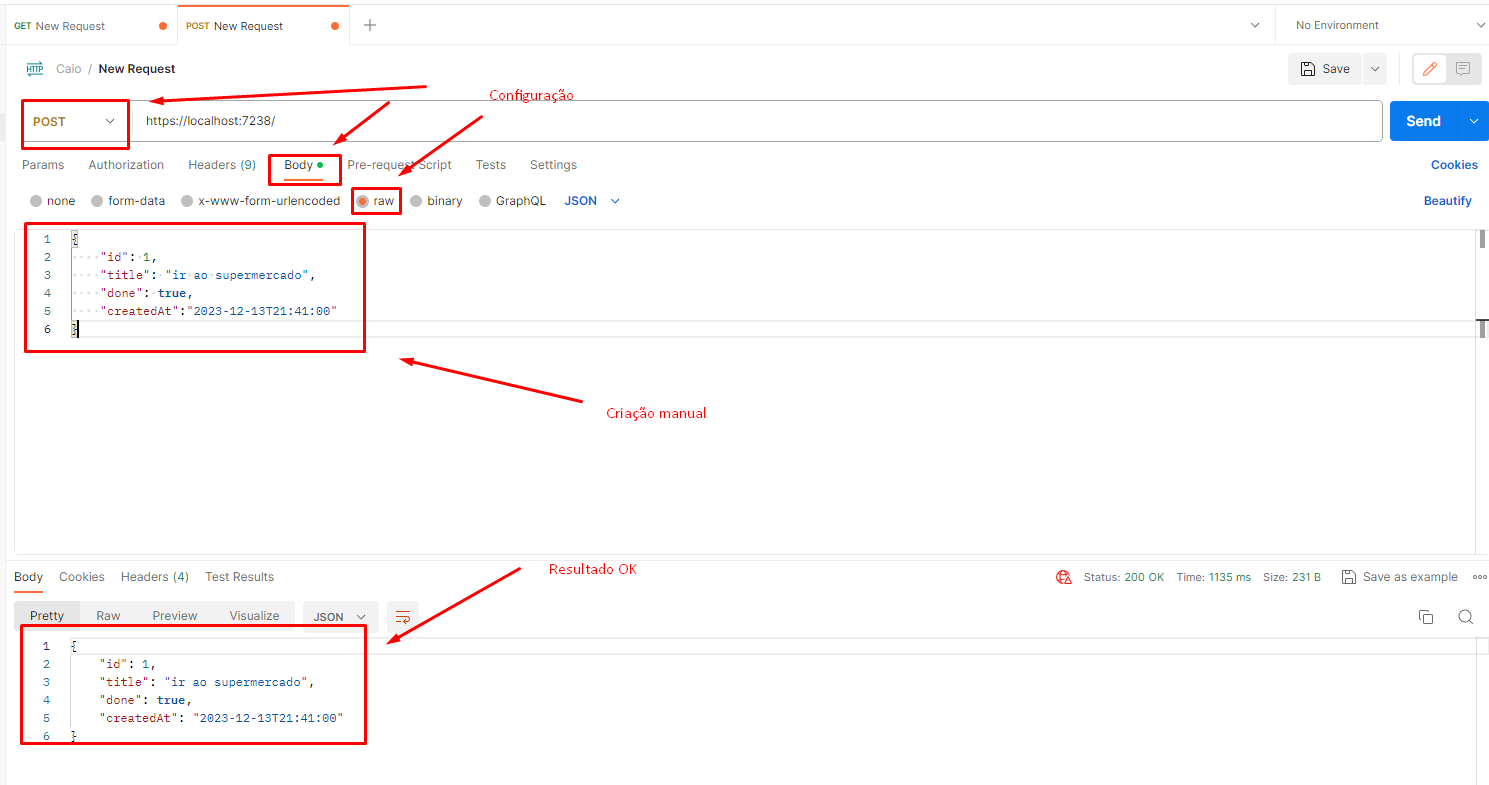 GET New Request
POST New Request
No Environment
HTTP Caio / New Request
Save
Configuração
POST
https://localhost:7238/
Send
Params Authorization Headers (9) Body Pre-request Script Tests Settings
Cookies
none form-data x-www-form-urlencoded raw binary GraphQL JSON
Beautify
1 {
2 "id": 1,
3 "title": "ir ao supermercado",
4 "done": true,
5 "createdAt":"2023-12-13T21:41:00"
6 }
Criação manual
Resultado OK
Body Cookies Headers (4) Test Results
Status: 200 OK Time: 1135 ms Size: 231 B Save as example
Pretty Raw Preview Visualize JSON
1 {
2 "id": 1,
3 "title": "ir ao supermercado",
4 "done": true,
5 "createdAt": "2023-12-13T21:41:00"
6 }